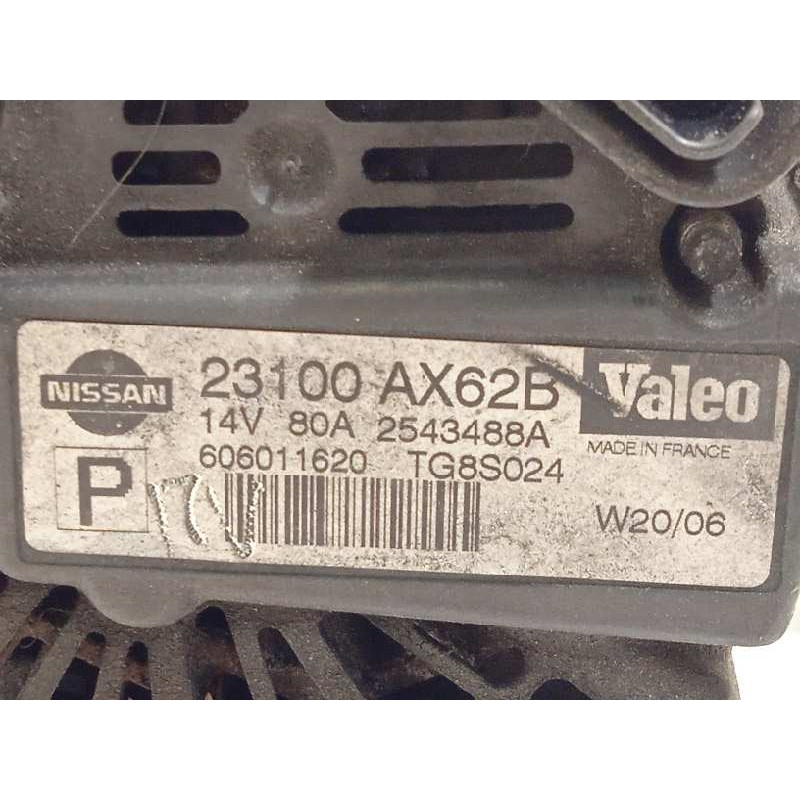 NISSAN 23100 AX62B Valeo
14V 80A 2543488A MADE IN FRANCE
P 606011620 TG8S024
W20/06